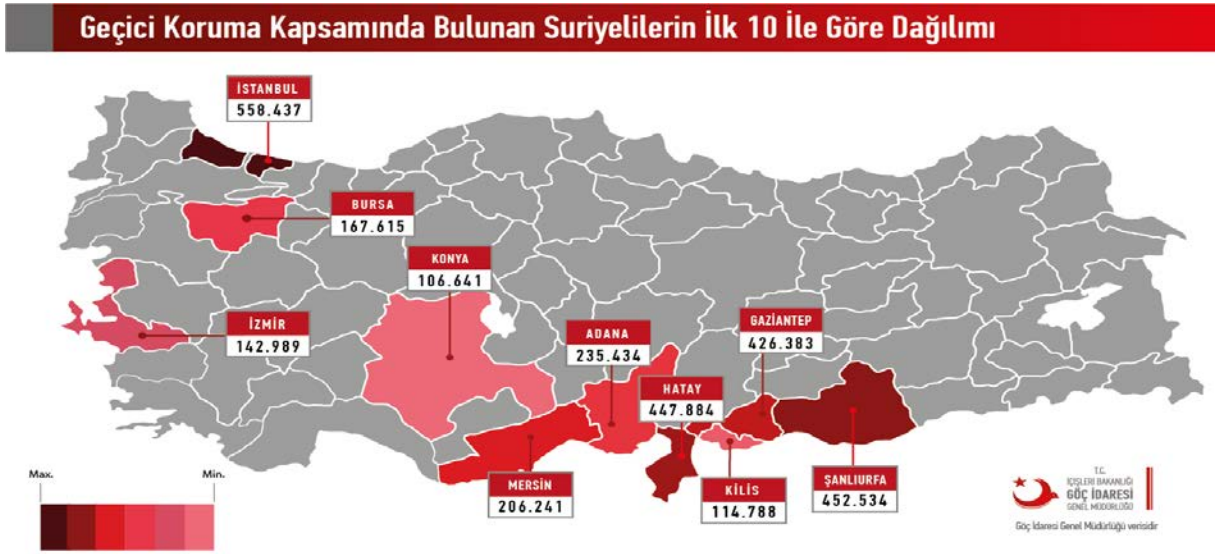 Geçici Koruma Kapsamında Bulunan Suriyelilerin İlk 10 İle Göre Dağılımı
İSTANBUL
558.437
BURSA
167.615
KONYA
106.641
İZMİR
142.989
ADANA
235.434
GAZİANTEP
426.383
HATAY
447.884
MERSİN
206.241
KİLİS
114.788
ŞANLIURFA
452.534
Max.
Min.
T.C.
İÇİŞLERİ BAKANLIĞI
GÖÇ İDARESİ
GENEL MÜDÜRLÜĞÜ
Göç İdaresi Genel Müdürlüğü verisidir